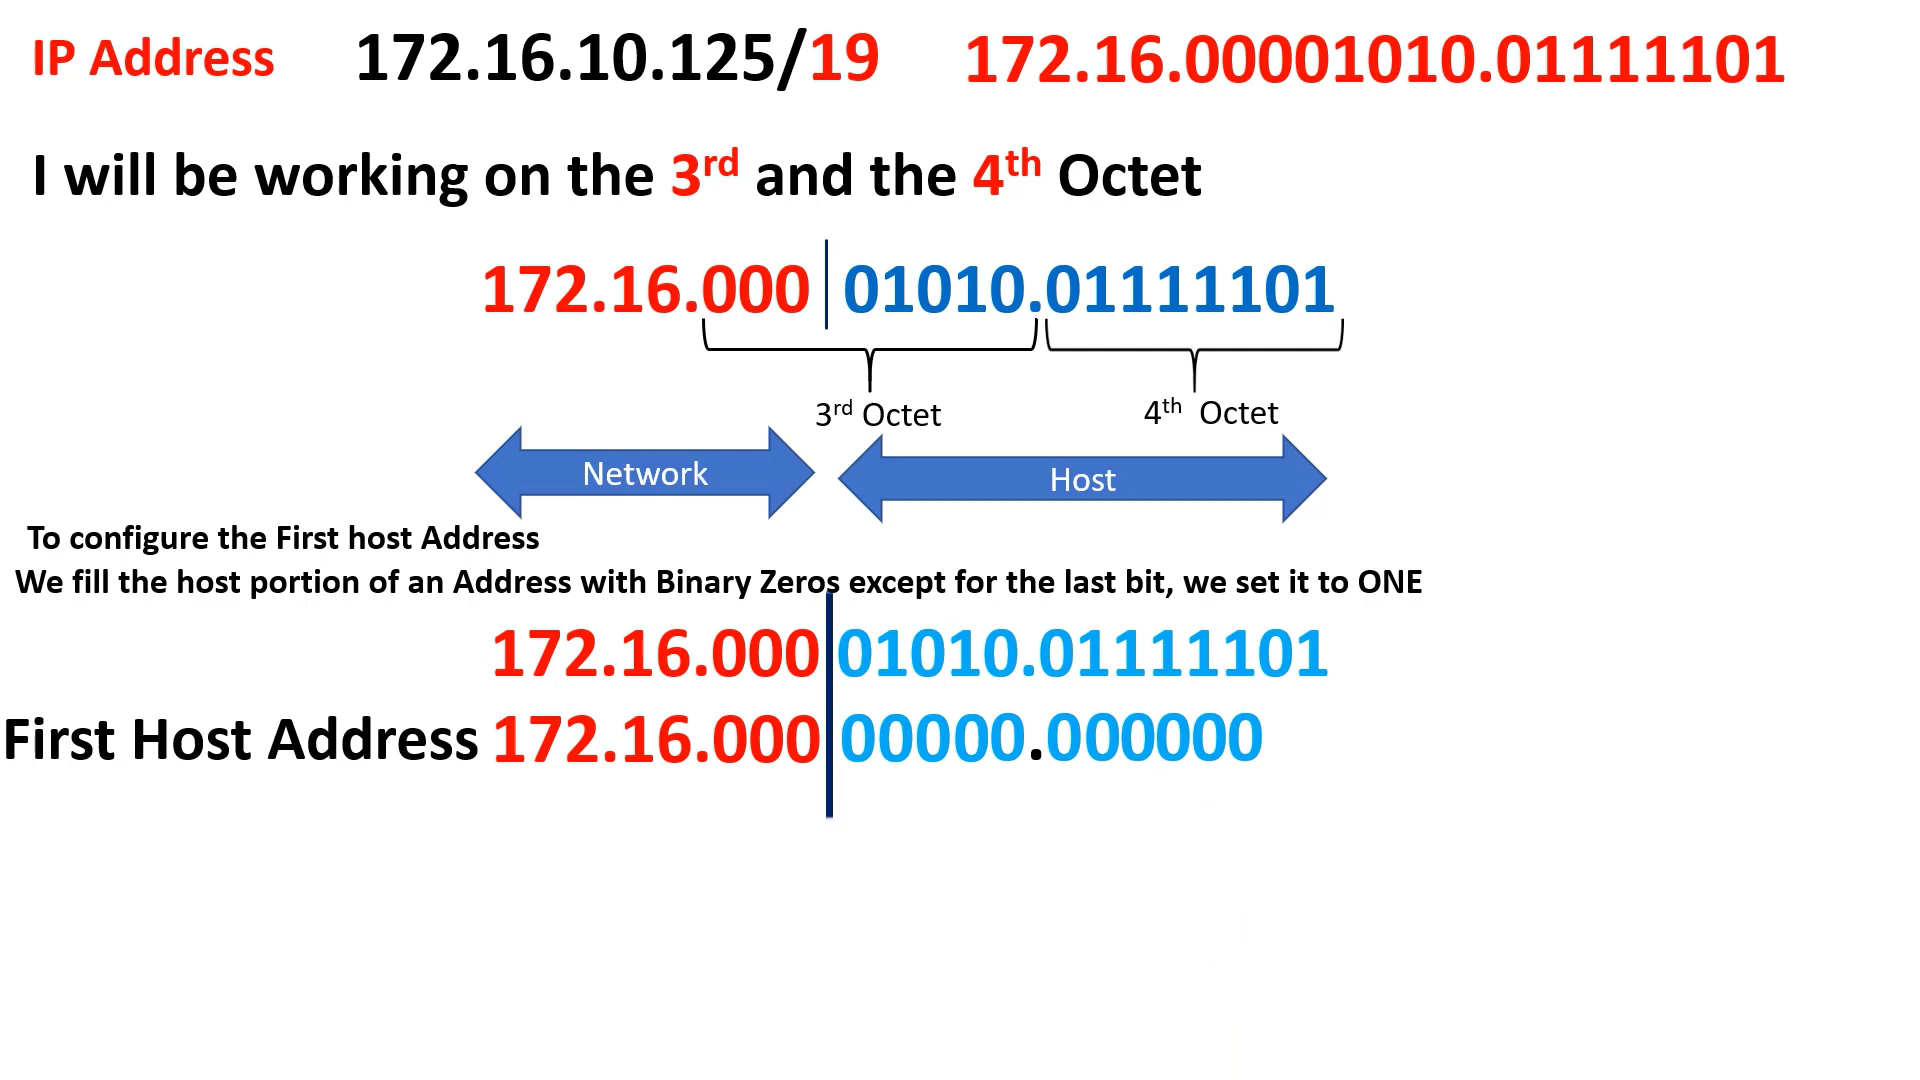 IP Address 172.16.10.125/19 172.16.00001010.01111101
I will be working on the 3rd and the 4th Octet
172.16.000 01010.01111101
3rd Octet 4th Octet
Network Host
To configure the First host Address
We fill the host portion of an Address with Binary Zeros except for the last bit, we set it to ONE
172.16.000 01010.01111101
First Host Address 172.16.000 00000.000000